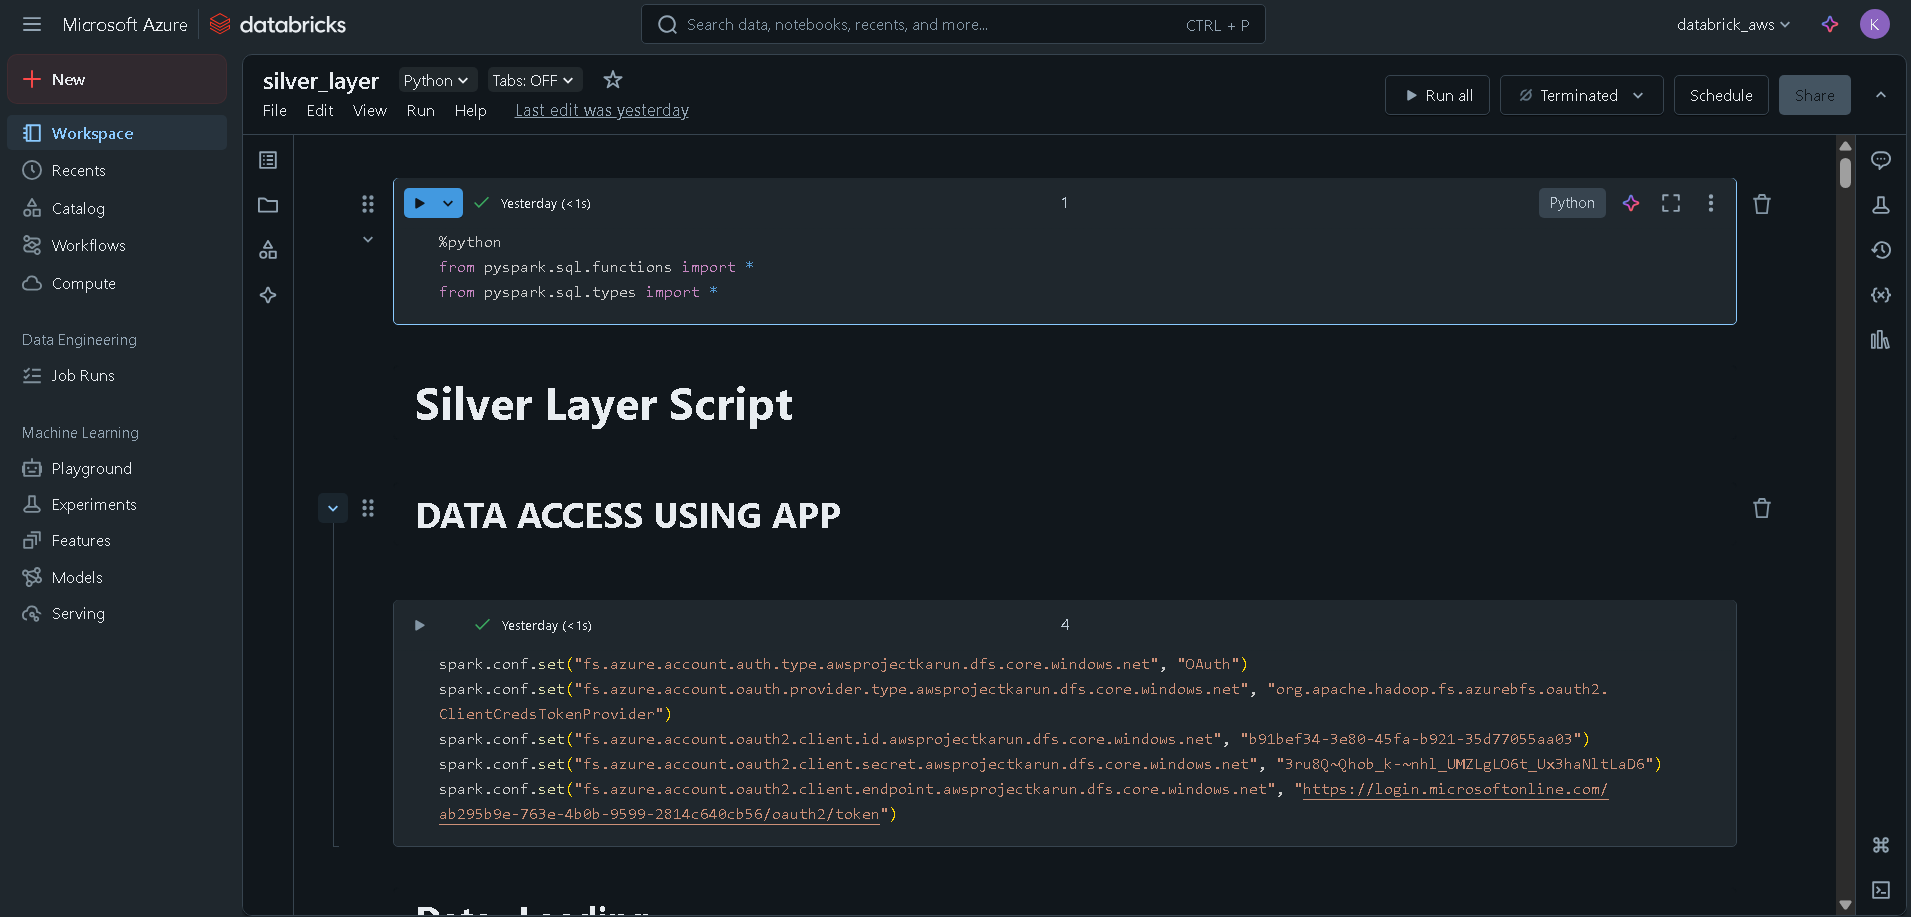 Microsoft Azure
databricks
Search data, notebooks, recents, and more...
CTRL + P
databrick_aws
K
New
Workspace
Recents
Catalog
Workflows
Compute
Data Engineering
Job Runs
Machine Learning
Playground
Experiments
Features
Models
Serving
silver_layer
Python
Tabs: OFF
File Edit View Run Help Last edit was yesterday
Run all
Terminated
Schedule
Share
Yesterday (<1s)
1
Python
%python
from pyspark.sql.functions import *
from pyspark.sql.types import *
Silver Layer Script
DATA ACCESS USING APP
Yesterday (<1s)
4
spark.conf.set("fs.azure.account.auth.type.awsprojectkarun.dfs.core.windows.net", "OAuth")
spark.conf.set("fs.azure.account.oauth.provider.type.awsprojectkarun.dfs.core.windows.net", "org.apache.hadoop.fs.azurebfs.oauth2.
ClientCredsTokenProvider")
spark.conf.set("fs.azure.account.oauth2.client.id.awsprojectkarun.dfs.core.windows.net", "b91bef34-3e80-45fa-b921-35d77055aa03")
spark.conf.set("fs.azure.account.oauth2.client.secret.awsprojectkarun.dfs.core.windows.net", "3ru8Q~Qhob_k-~nhl_UMZLgLO6t_Ux3haNltLaD6")
spark.conf.set("fs.azure.account.oauth2.client.endpoint.awsprojectkarun.dfs.core.windows.net", "https://login.microsoftonline.com/
ab295b9e-763e-4b0b-9599-2814c640cb56/oauth2/token")
Data Loading